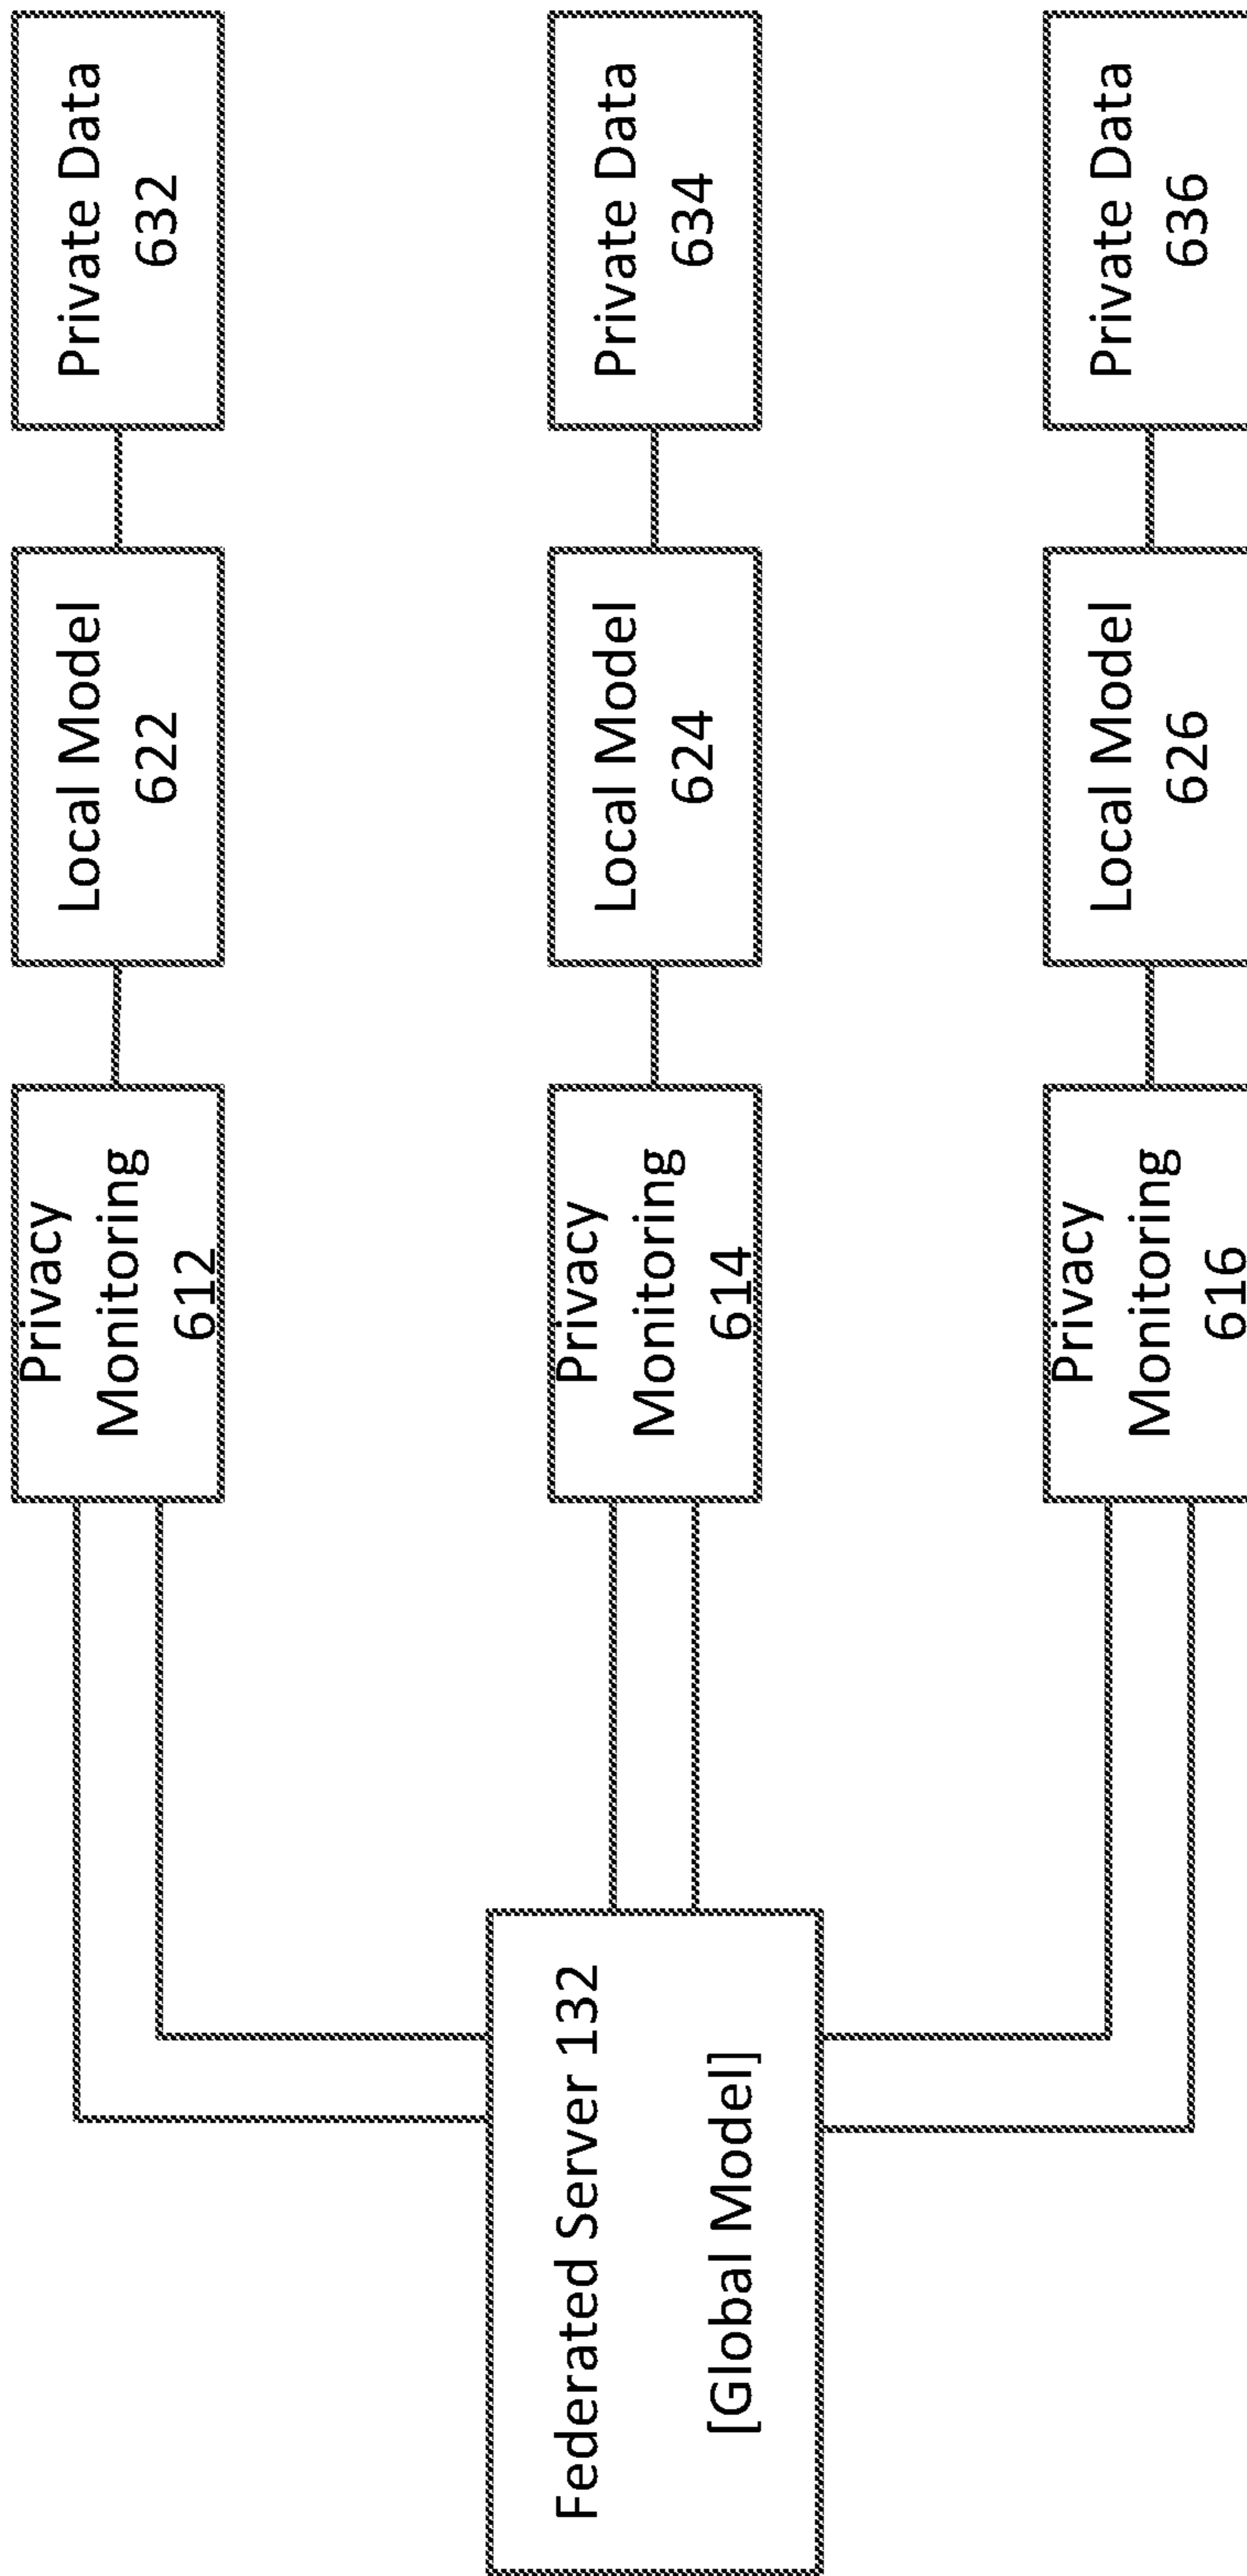 Federated Server 132
[Global Model]
Privacy
Monitoring
612
Local Model
622
Private Data
632
Privacy
Monitoring
614
Local Model
624
Private Data
634
Privacy
Monitoring
616
Local Model
626
Private Data
636